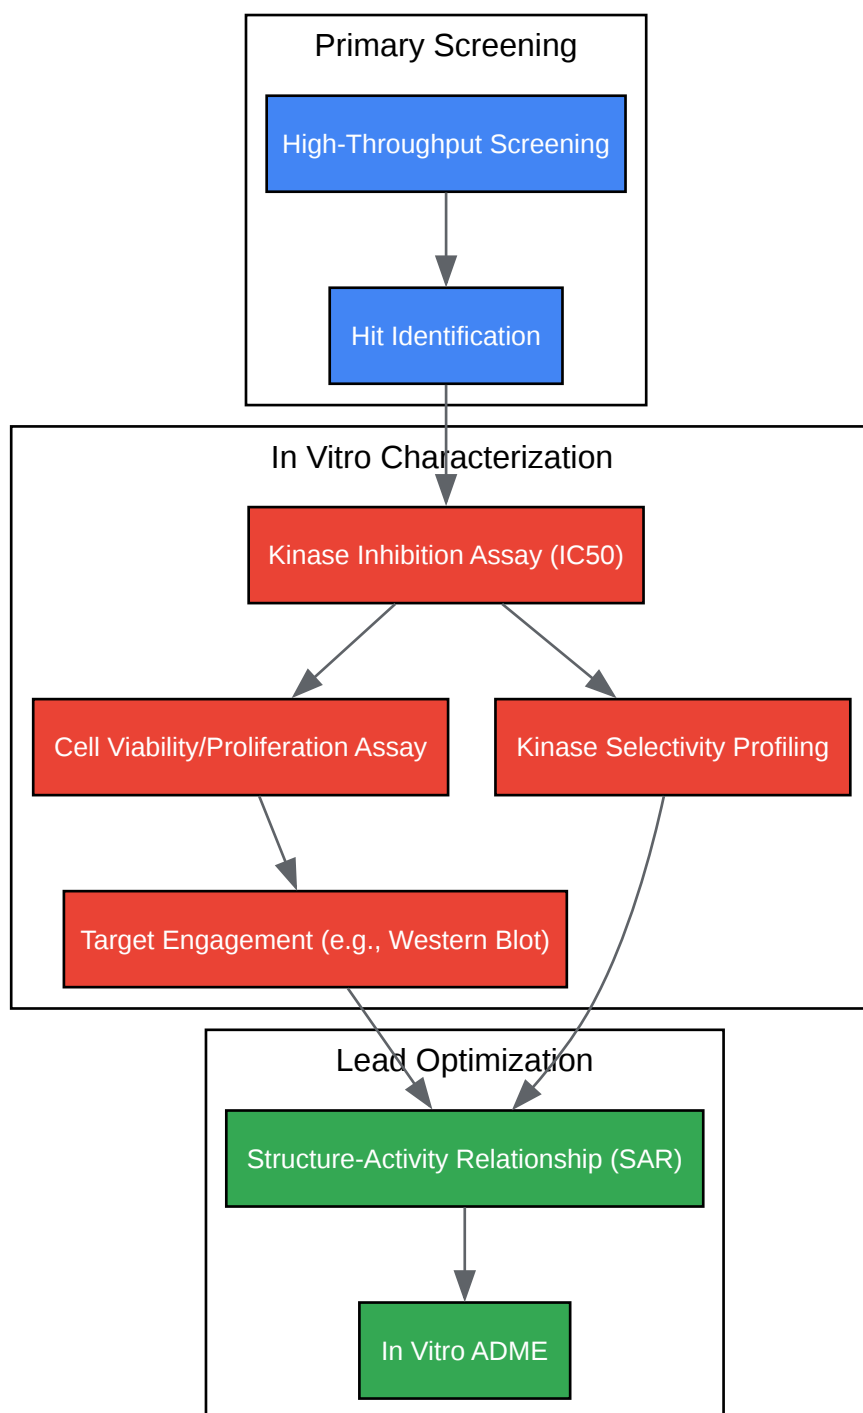 Primary Screening
High-Throughput Screening
Hit Identification
In Vitro Characterization
Kinase Inhibition Assay (IC50)
Cell Viability/Proliferation Assay
Kinase Selectivity Profiling
Target Engagement (e.g., Western Blot)
Lead Optimization
Structure-Activity Relationship (SAR)
In Vitro ADME